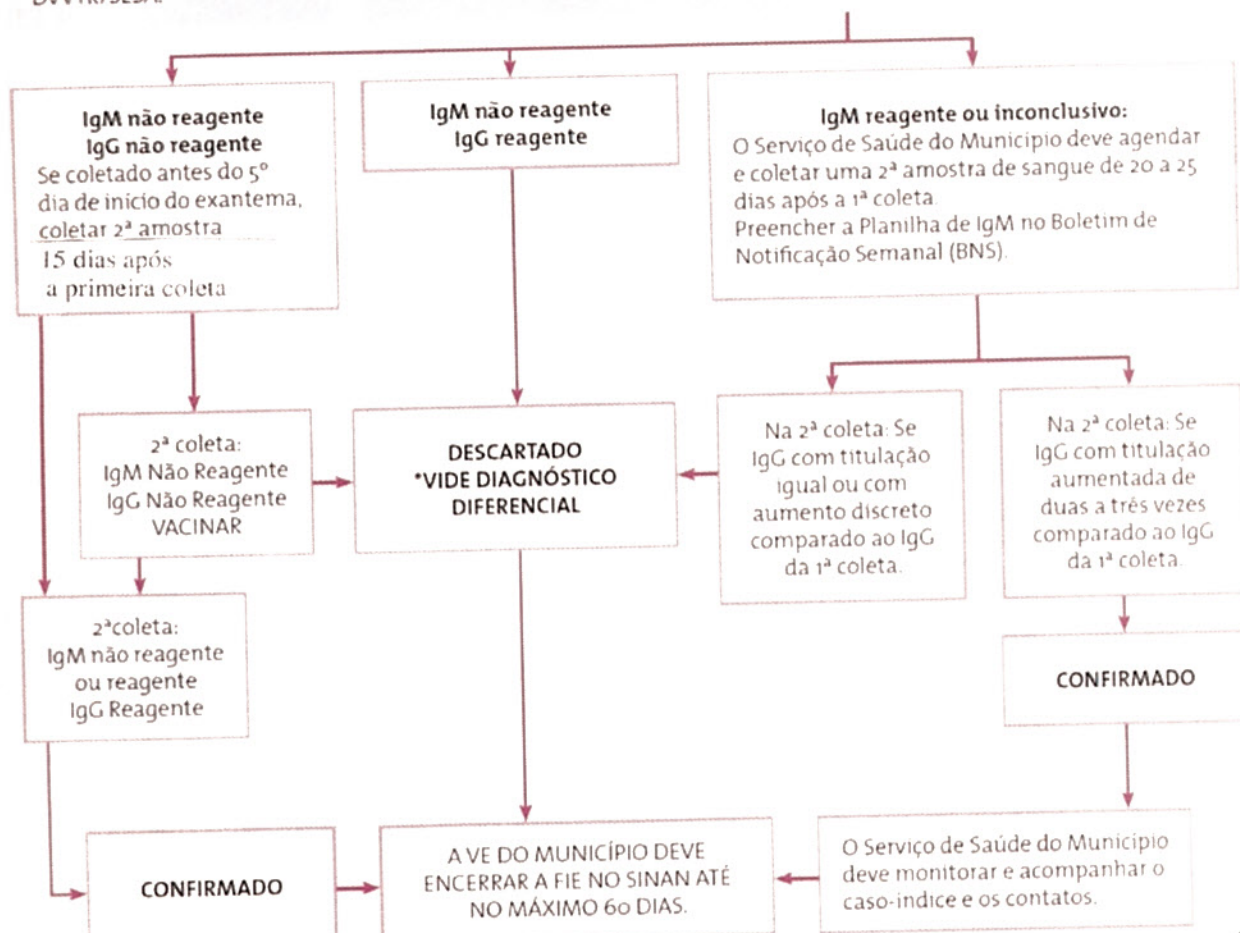 IgM não reagente
IgG não reagente
Se coletado antes do 5º
dia de inicio do exantema,
coletar 2ª amostra
15 dias após
a primeira coleta
IgM não reagente
IgG reagente
IgM reagente ou inconclusivo:
O Serviço de Saúde do Municipio deve agendar
e coletar uma 2ª amostra de sangue de 20 a 25
dias após a 1ª coleta.
Preencher a Planilha de IgM no Boletim de
Notificação Semanal (BNS).
2ª coleta:
IgM Não Reagente
IgG Não Reagente
VACINAR
DESCARTADO
*VIDE DIAGNÓSTICO
DIFERENCIAL
Na 2ª coleta: Se
IgG com titulação
igual ou com
aumento discreto
comparado ao IgG
da 1ª coleta.
Na 2ª coleta: Se
IgG com titulação
aumentada de
duas a três vezes
comparado ao IgG
da 1ª coleta.
2ªcoleta:
IgM não reagente
ou reagente
IgG Reagente
CONFIRMADO
CONFIRMADO
A VE DO MUNICÍPIO DEVE
ENCERRAR A FIE NO SINAN ATÉ
NO MÁXIMO 60 DIAS.
O Serviço de Saúde do Município
deve monitorar e acompanhar o
caso-indice e os contatos.